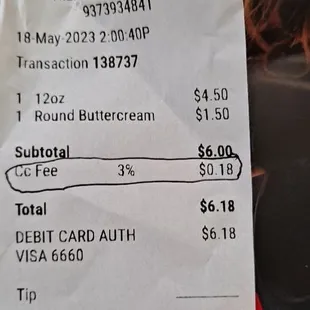 9373934841
18-May-2023 2:00:40P
Transaction 138737
1 12oz $4.50
1 Round Buttercream $1.50
Subtotal $6.00
Cc Fee 3% $0.18
Total $6.18
DEBIT CARD AUTH $6.18
VISA 6660
Tip